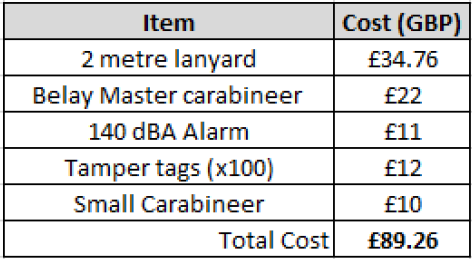 Item Cost (GBP)
2 metre lanyard £34.76
Belay Master carabineer £22
140 dBA Alarm £11
Tamper tags (x100) £12
Small Carabineer £10
Total Cost £89.26